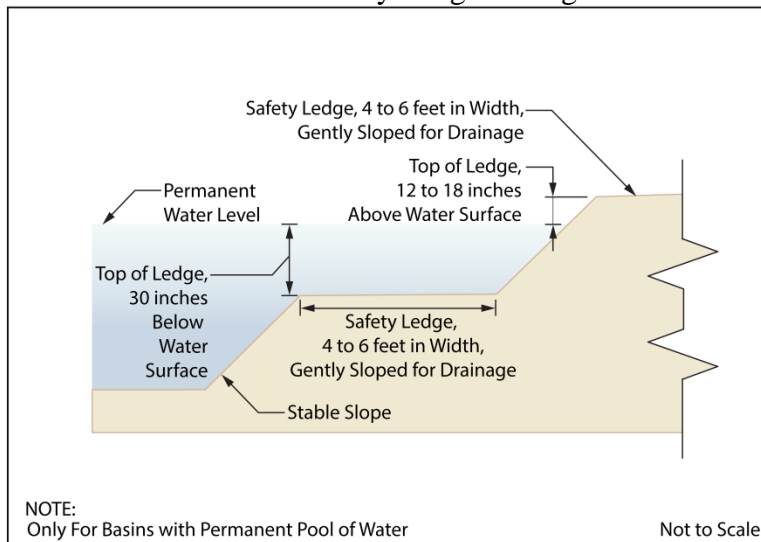 Safety Ledge, 4 to 6 feet in Width,
Gently Sloped for Drainage
Top of Ledge,
12 to 18 inches
Above Water Surface
Permanent
Water Level
Top of Ledge,
30 inches
Below
Water
Surface
Safety Ledge,
4 to 6 feet in Width,
Gently Sloped for Drainage
Stable Slope
NOTE:
Only For Basins with Permanent Pool of Water
Not to Scale